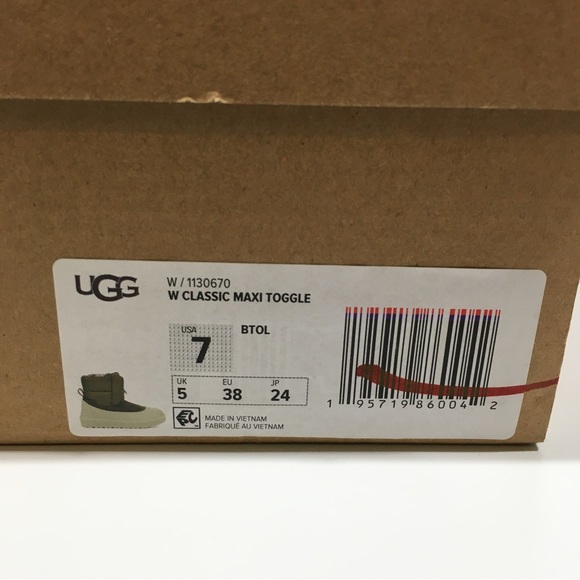 UGG
W / 1130670
W CLASSIC MAXI TOGGLE
USA
7
BTOL
UK EU JP
5 38 24
MADE IN VIETNAM
FABRIQUÉ AU VIETNAM
1 95719 86004 2